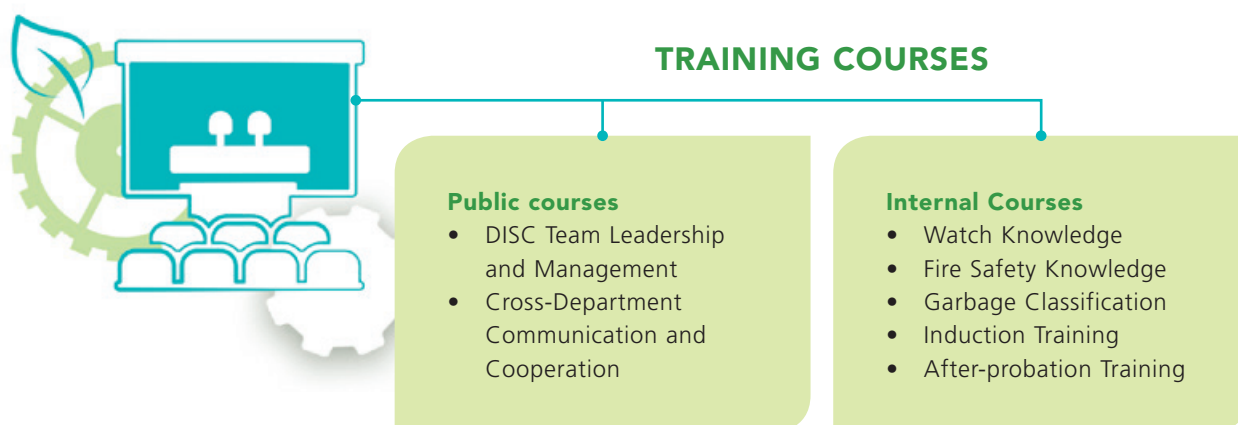 TRAINING COURSES
Public courses
• DISC Team Leadership
and Management
• Cross-Department
Communication and
Cooperation
Internal Courses
• Watch Knowledge
• Fire Safety Knowledge
• Garbage Classification
• Induction Training
• After-probation Training